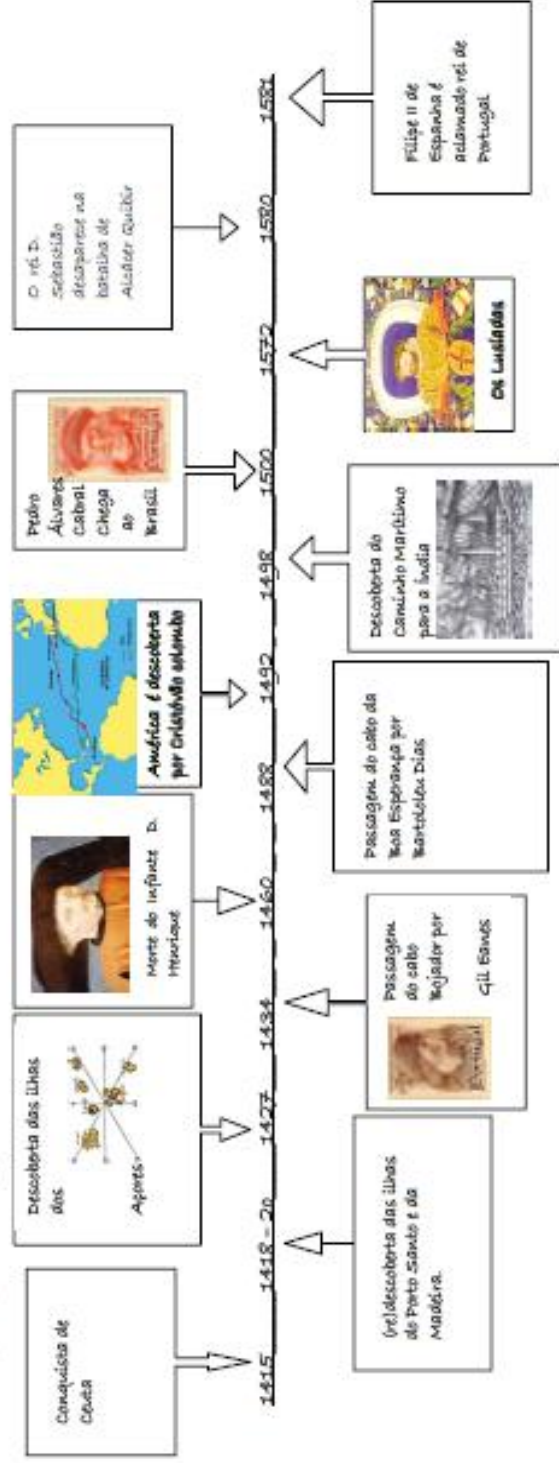 Conquista de
Ceuta
1415
(re)descoberta das ilhas
do Porto Santo e da
Madeira.
1418 - 20
Descoberta das ilhas
dos
Açores
1427
Passagem
do cabo
Bojador por
Gil Eanes
1434
Morte do Infante D.
Henrique
1460
Passagem do cabo da
Boa Esperança por
Bartololeu Dias
1488
América é descoberta
por Cristóvão colombo
1492
Descoberta do
Caminho Marítimo
para a Índia
1498
Pedro
Álvares
Cabral
Chega
ao
Brasil
1500
Os Lusíadas
1572
O rei D.
Sebastião
desaparece na
batalha de
Alcácer Quibir
1580
Filipe II de
Espanha é
aclamado rei de
Portugal
1581